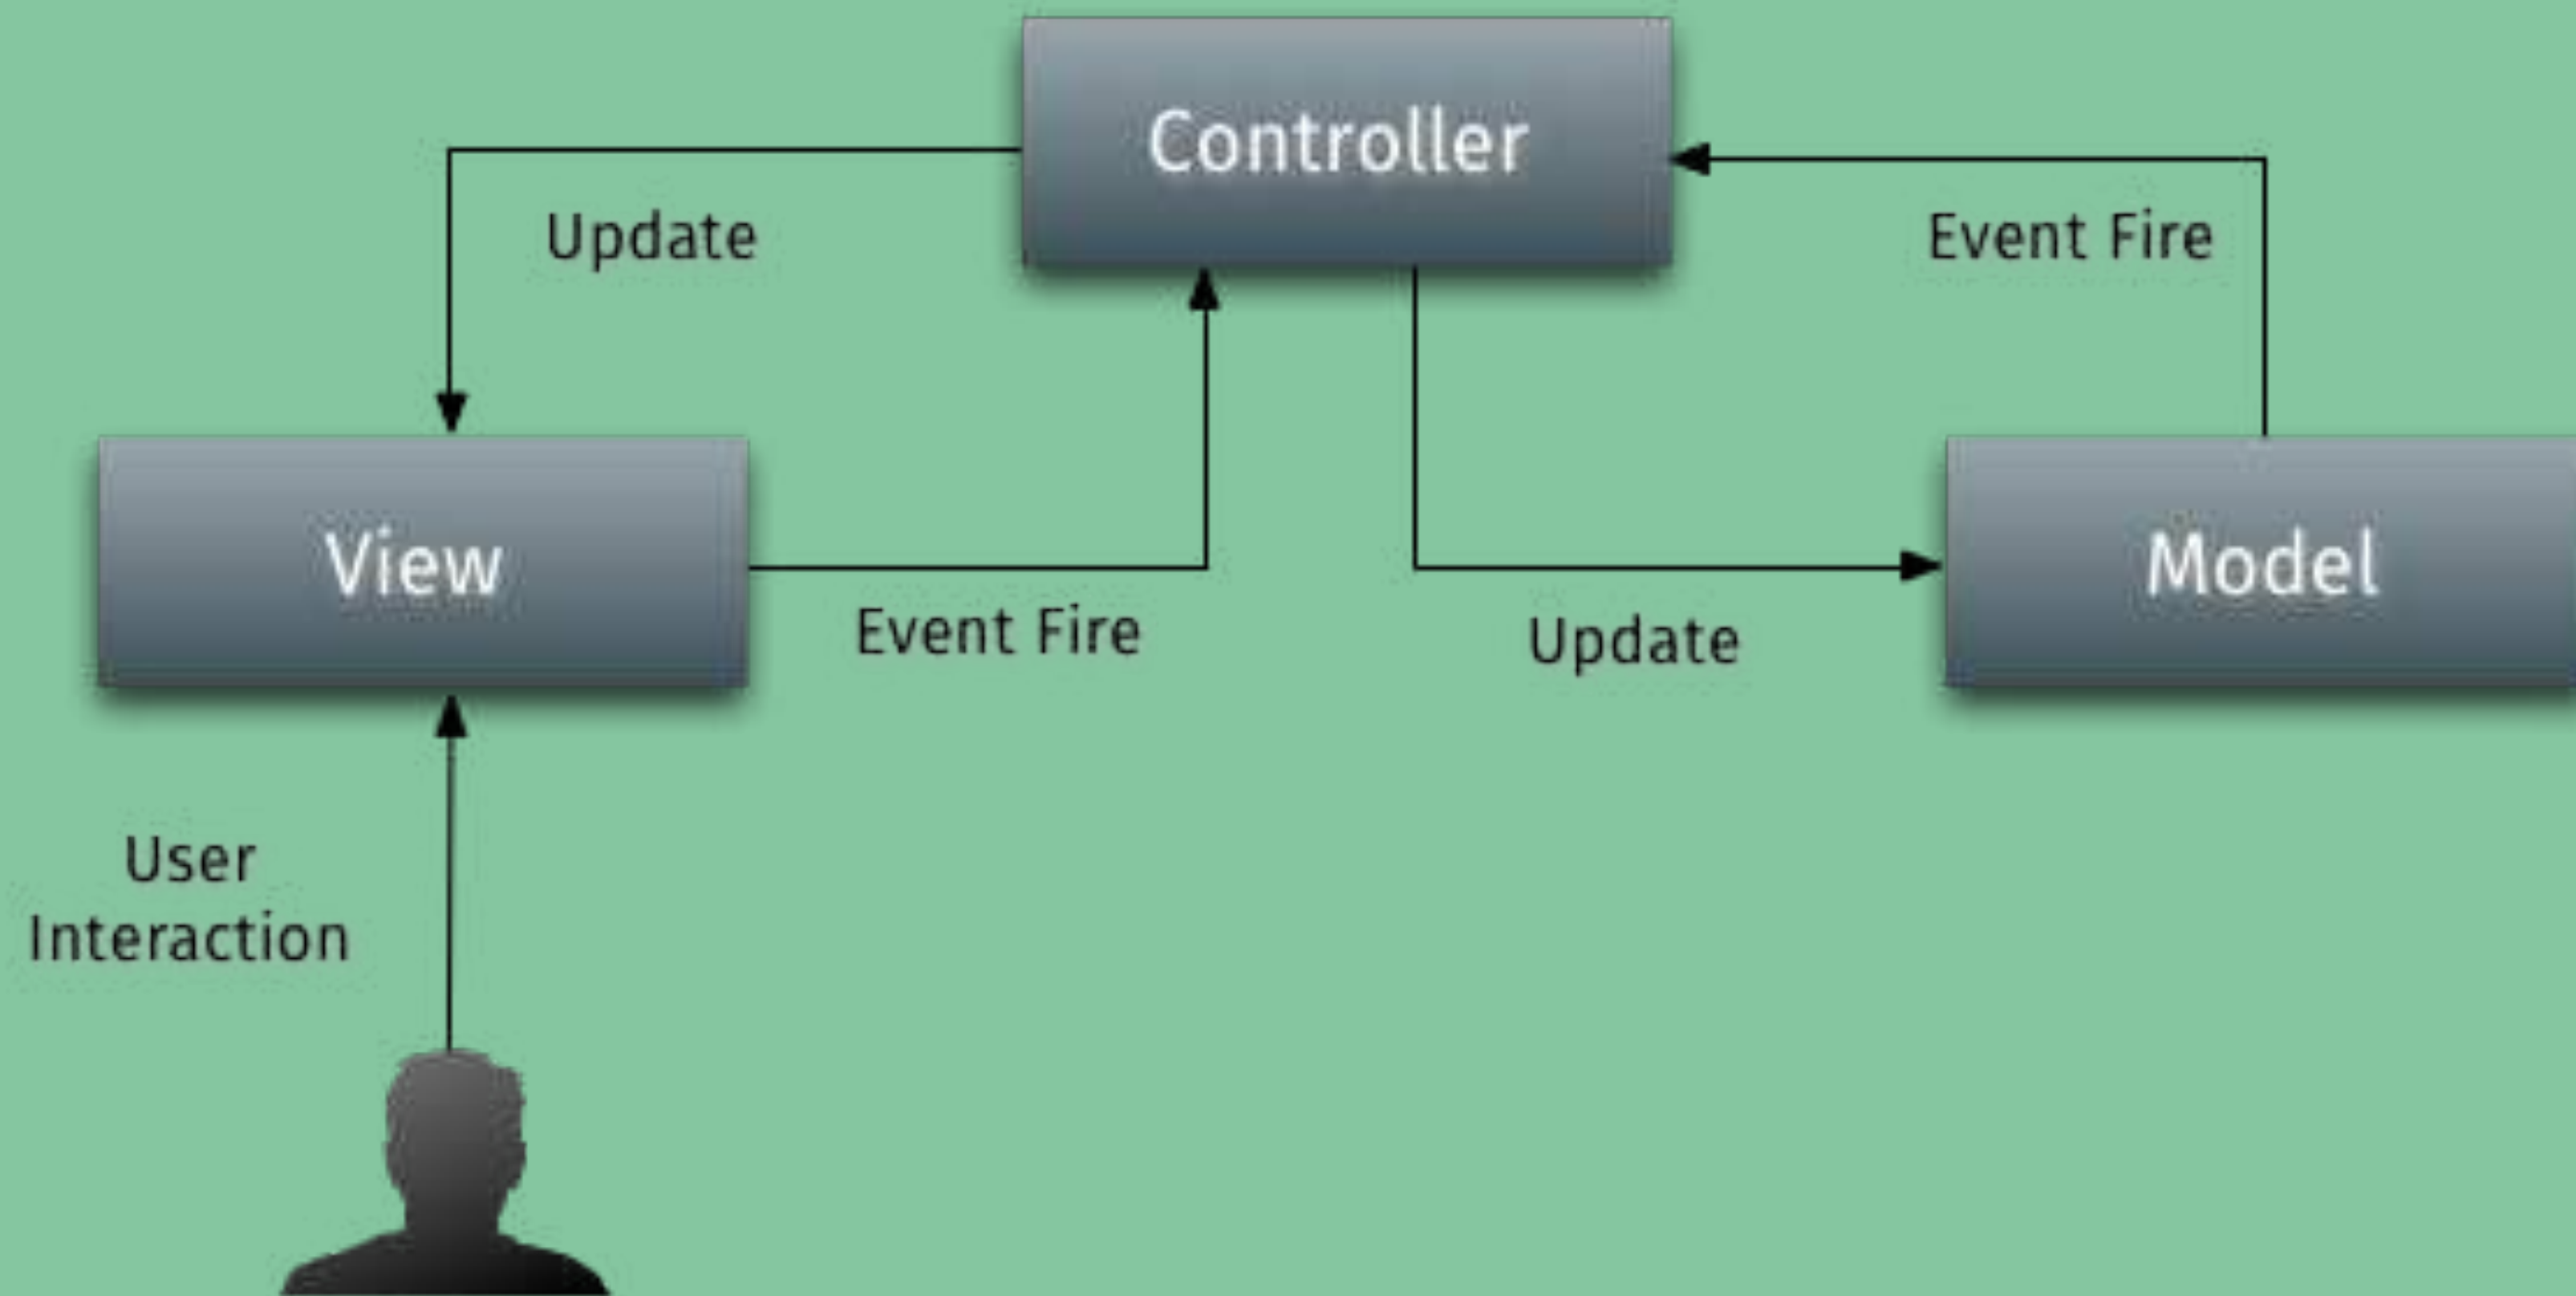 Controller
Update
Event Fire
View
Model
Event Fire
Update
User
Interaction